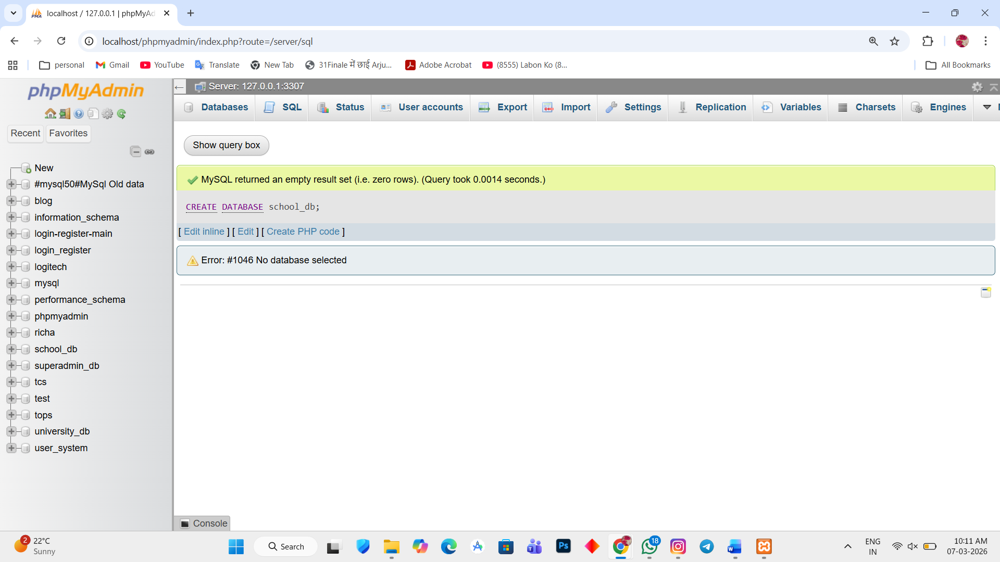 localhost / 127.0.0.1 | phpMyAd
localhost/phpmyadmin/index.php?route=/server/sql
personal
Gmail
YouTube
Translate
New Tab
31Finale में छाई Arju...
Adobe Acrobat
(8555) Labon Ko (8...
All Bookmarks
phpMyAdmin
Recent
Favorites
New
#mysql50#MySql Old data
blog
information_schema
login-register-main
login_register
logitech
mysql
performance_schema
phpmyadmin
richa
school_db
superadmin_db
tcs
test
tops
university_db
user_system
Server: 127.0.0.1:3307
Databases
SQL
Status
User accounts
Export
Import
Settings
Replication
Variables
Charsets
Engines
Show query box
MySQL returned an empty result set (i.e. zero rows). (Query took 0.0014 seconds.)
CREATE DATABASE school_db;
[ Edit inline ] [ Edit ] [ Create PHP code ]
Error: #1046 No database selected
Console
2
22°C
Sunny
Search
Ps
18
ENG
IN
10:11 AM
07-03-2026